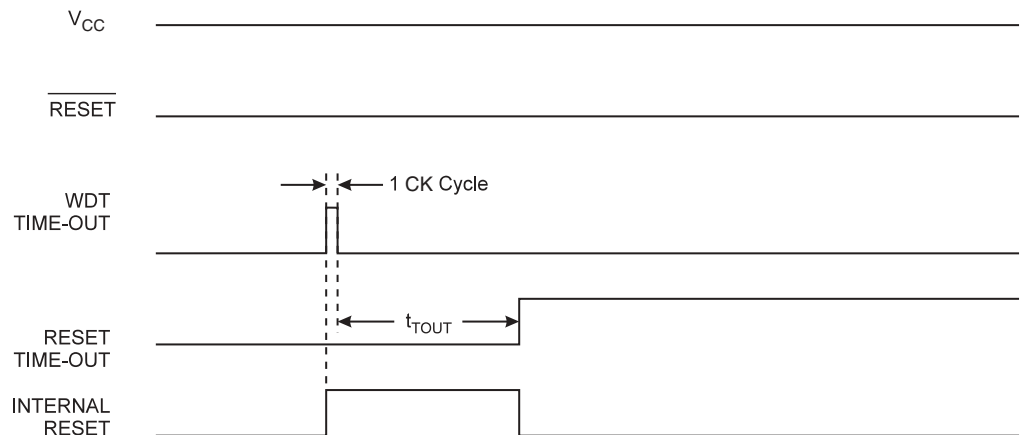 VCC
RESET
1 CK Cycle
WDT
TIME-OUT
tTOUT
RESET
TIME-OUT
INTERNAL
RESET